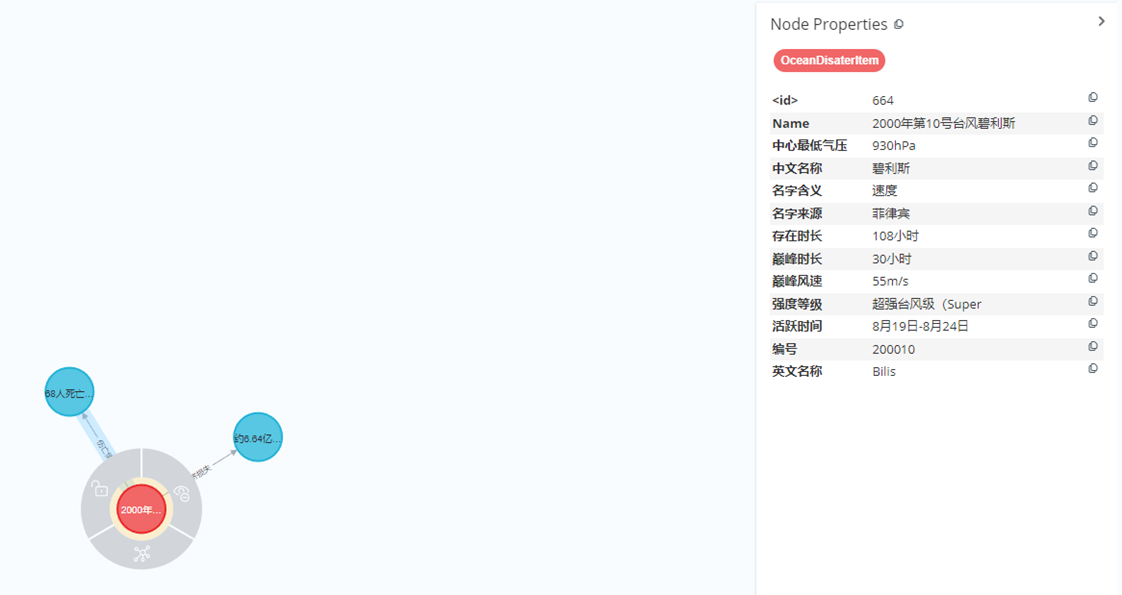 Node Properties
OceanDisaterItem
<id> 664
Name 2000年第10号台风碧利斯
中心最低气压 930hPa
中文名称 碧利斯
名字含义 速度
名字来源 菲律宾
存在时长 108小时
巅峰时长 30小时
巅峰风速 55m/s
强度等级 超强台风级（Super
活跃时间 8月19日-8月24日
编号 200010
英文名称 Bilis
68人死亡...
约6.64亿...
2000年...